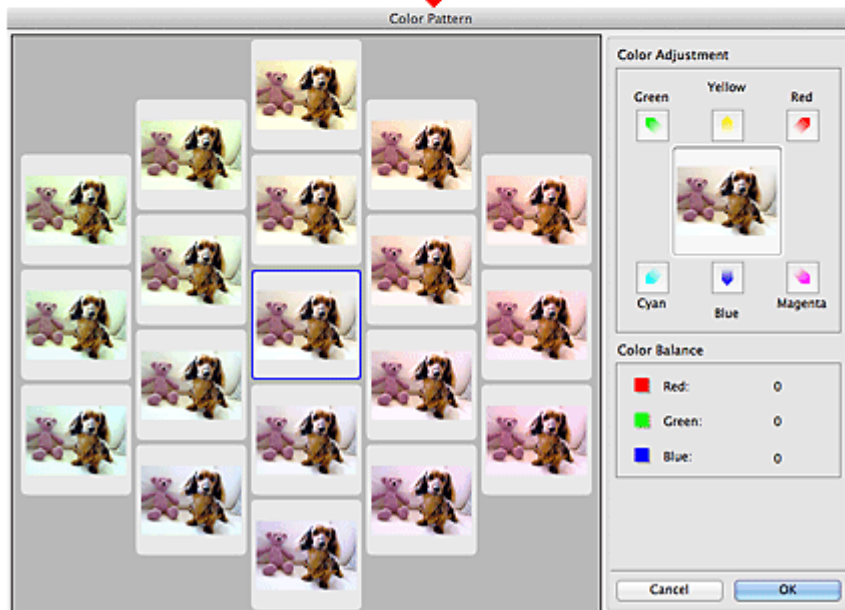 Color Pattern
Color Adjustment
Yellow
Green
Red
Cyan
Blue
Magenta
Color Balance
Red: 0
Green: 0
Blue: 0
Cancel OK